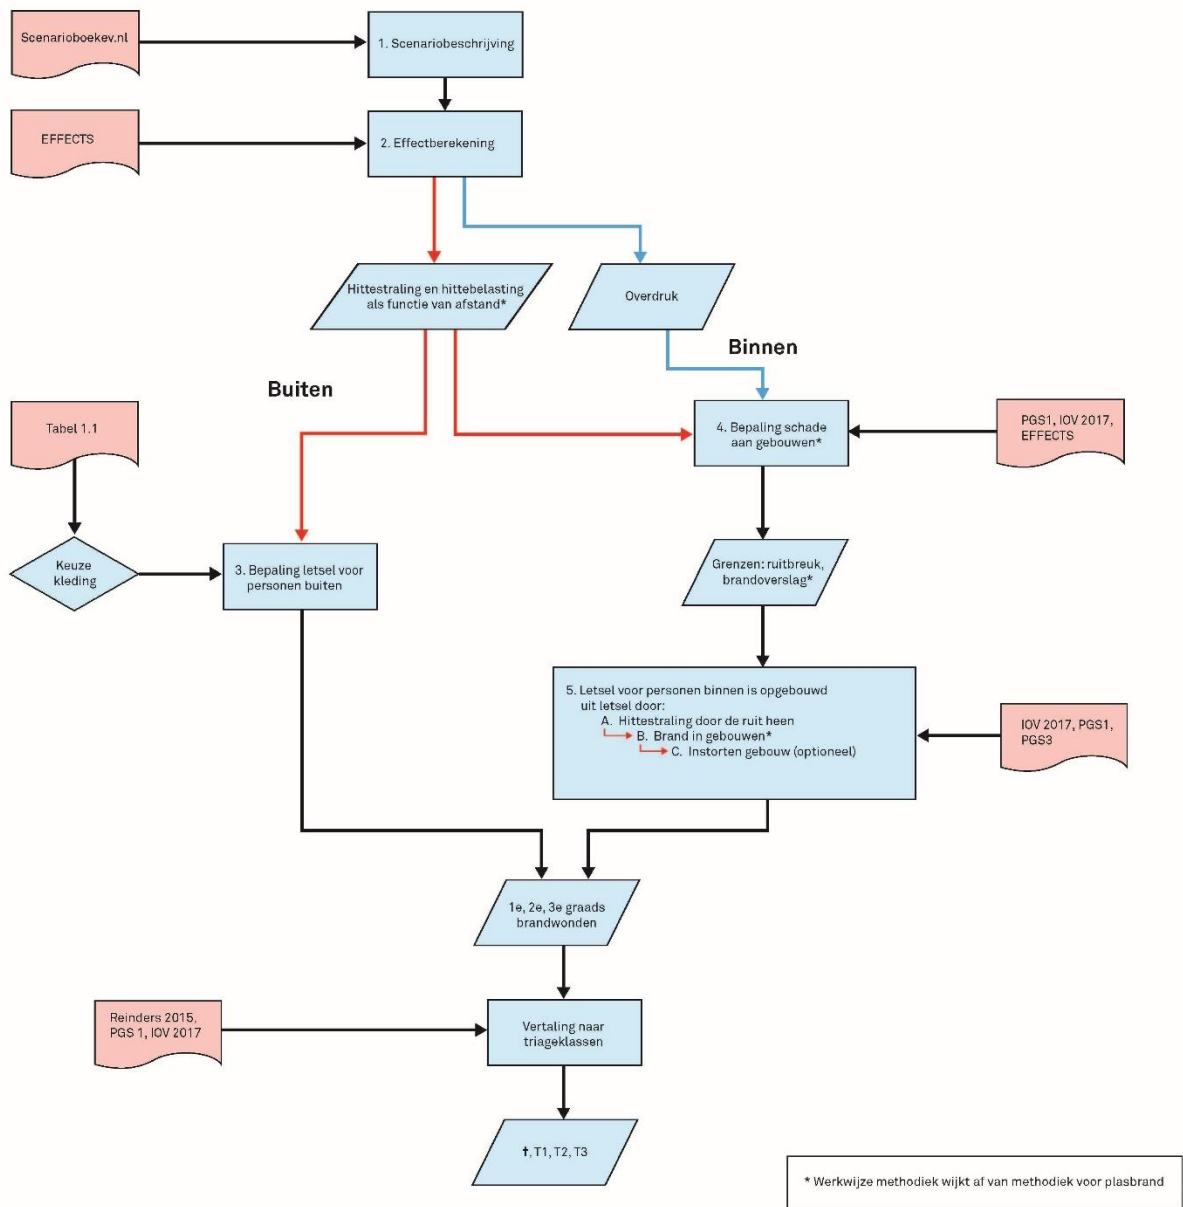 Scenarioboekev.nl
1. Scenariobeschrijving
EFFECTS
2. Effectberekening
Hittestraling en hittebelasting
als functie van afstand*
Overdruk
Binnen
Buiten
Tabel 1.1
4. Bepaling schade
aan gebouwen*
PGS1, IOV 2017,
EFFECTS
Keuze
kleding
3. Bepaling letsel voor
personen buiten
Grenzen: ruitbreuk,
brandoverslag*
5. Letsel voor personen binnen is opgebouwd
uit letsel door:
A. Hittestraling door de ruit heen
B. Brand in gebouwen*
C. Instorten gebouw (optioneel)
IOV 2017, PGS1,
PGS3
1e, 2e, 3e graads
brandwonden
Reinders 2015,
PGS 1, IOV 2017
Vertaling naar
triageklassen
✝, T1, T2, T3
* Werkwijze methodiek wijkt af van methodiek voor plasbrand